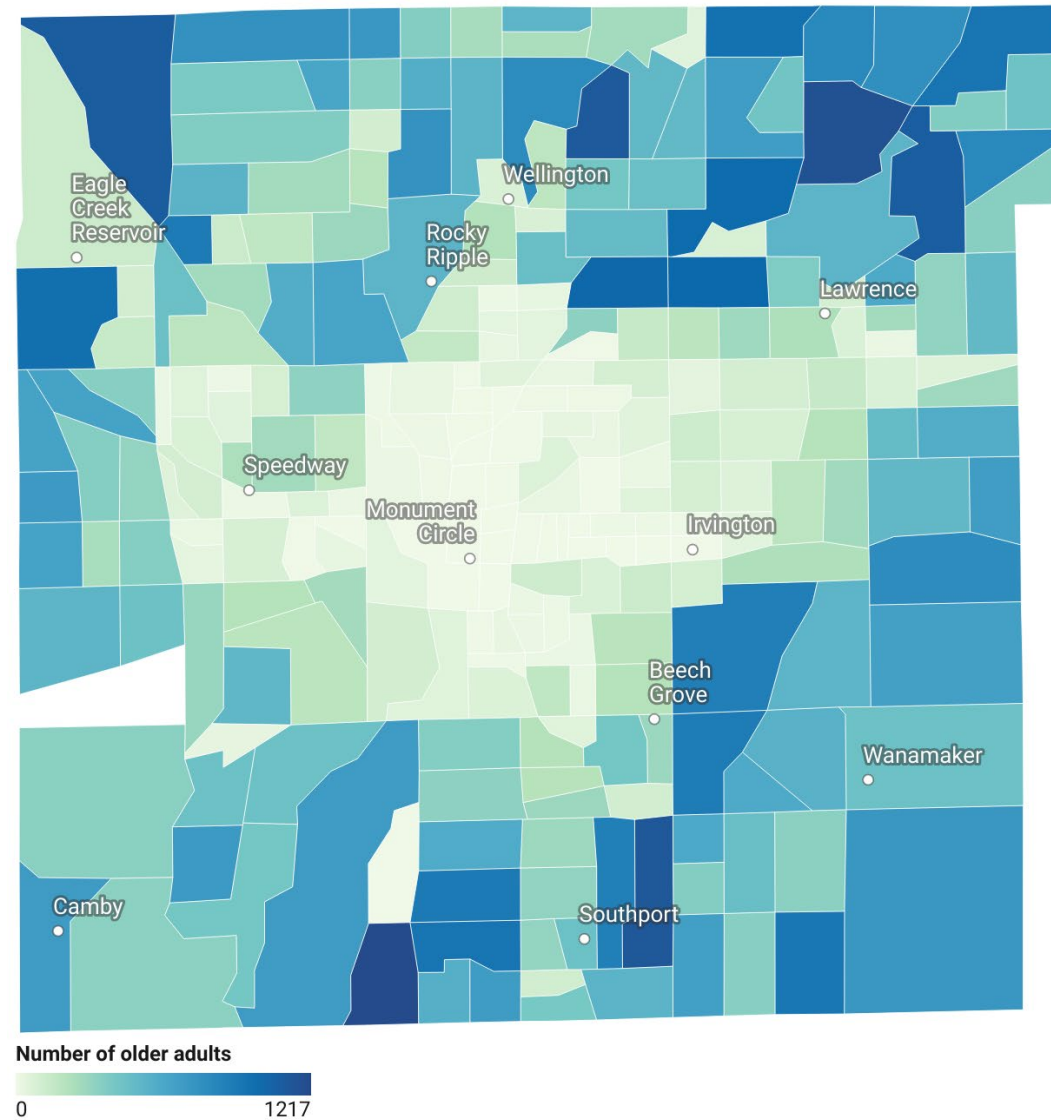 Wellington
Eagle
Creek
Reservoir
Rocky
Ripple
Lawrence
Speedway
Monument
Circle
Irvington
Beech
Grove
Wanamaker
Camby
Southport
Number of older adults
0
1217